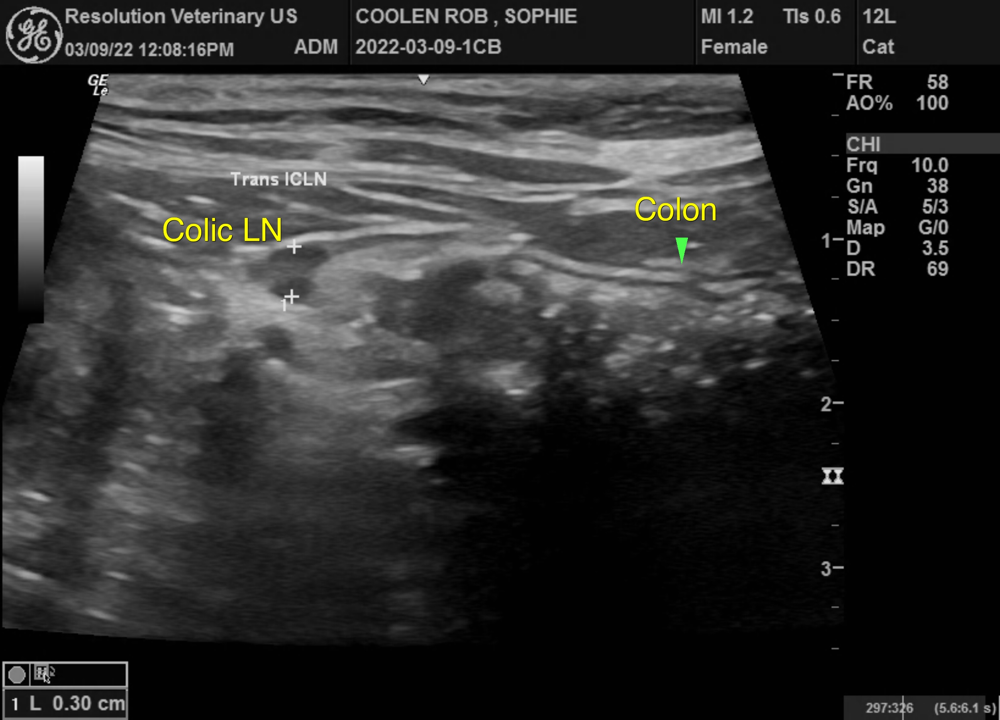 GE
Resolution Veterinary US
03/09/22 12:08:16PM ADM
COOLEN ROB , SOPHIE
2022-03-09-1CB
MI 1.2 TIs 0.6
Female
12L
Cat
GE
Le
FR 58
AO% 100
CHI
Frq 10.0
Gn 38
S/A 5/3
Map G/0
D 3.5
DR 69
Trans ICLN
Colon
Colic LN
1
1
2
3
1 L 0.30 cm
297:326 (5.6:6.1 s)